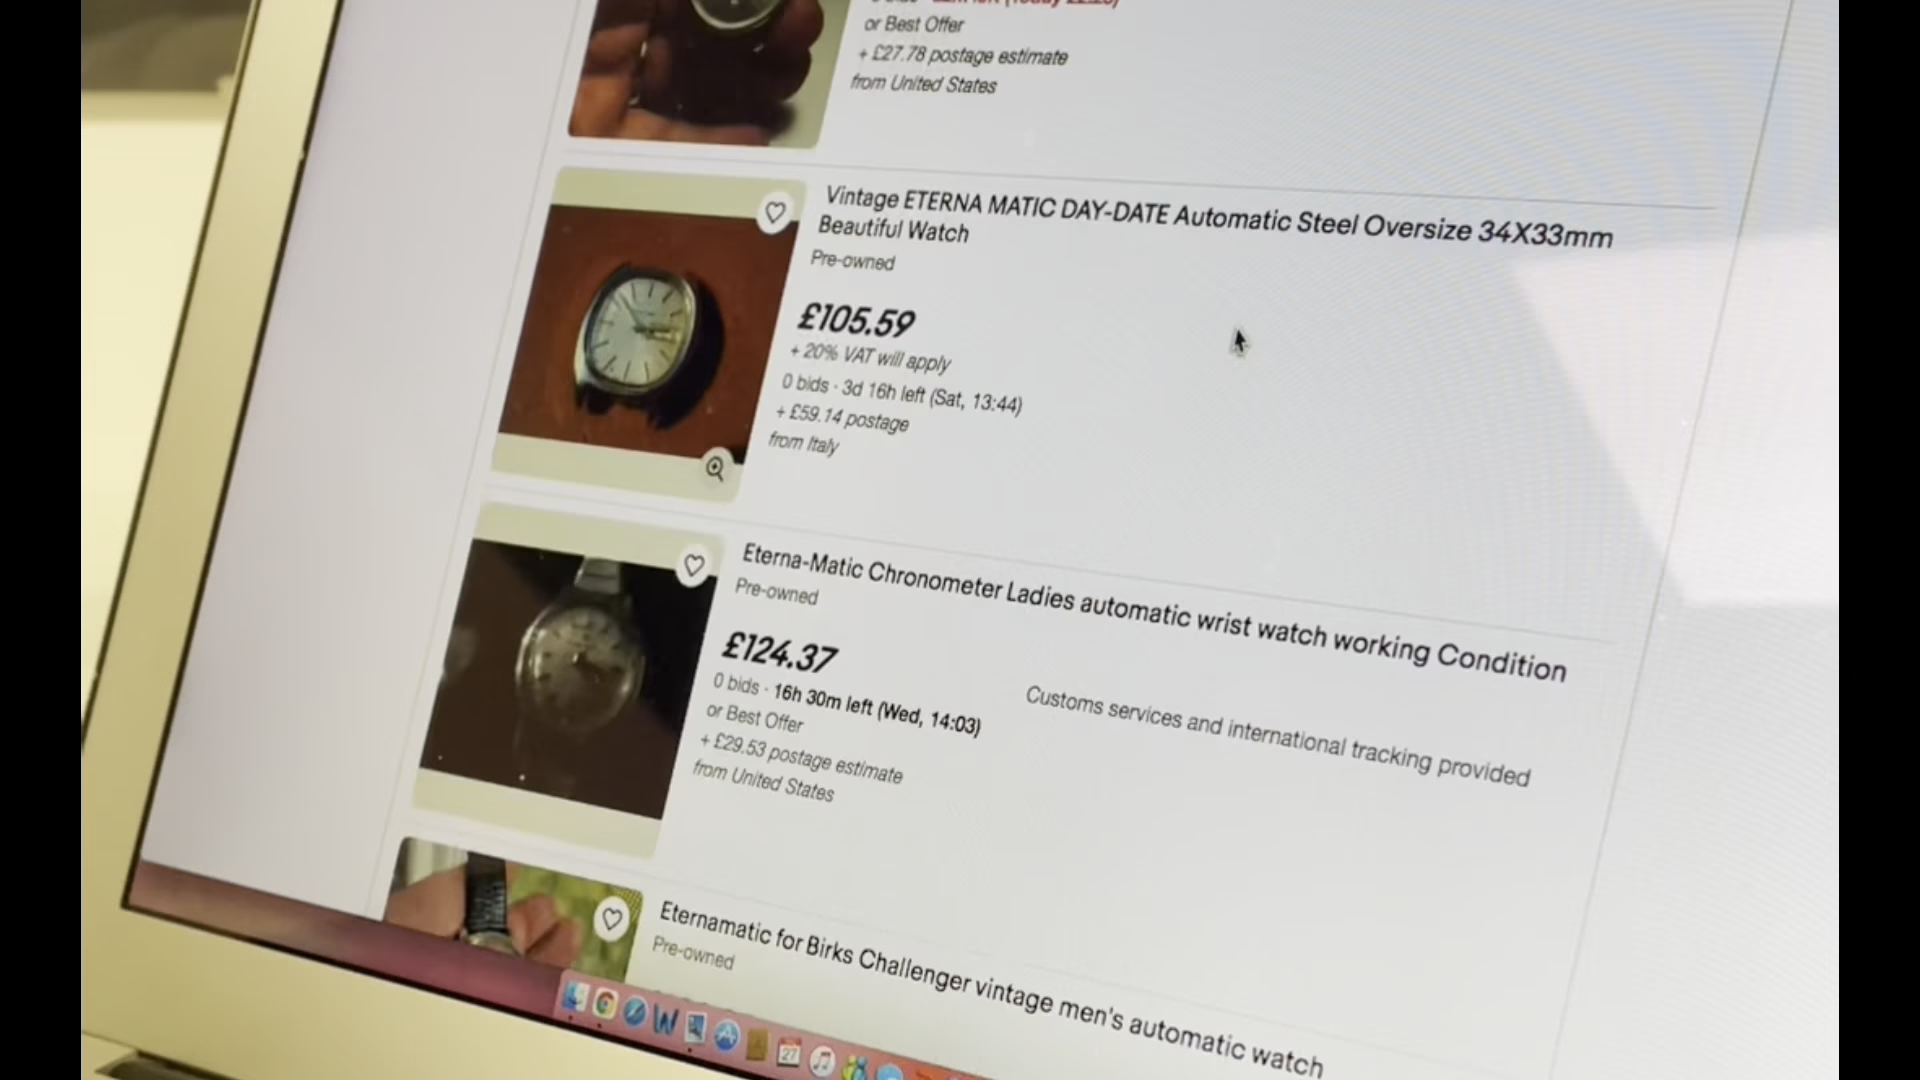 or Best Offer
+ £27.78 postage estimate
from United States
Vintage ETERNA MATIC DAY-DATE Automatic Steel Oversize 34X33mm
Beautiful Watch
Pre-owned
£105.59
+ 20% VAT will apply
0 bids · 3d 16h left (Sat, 13:44)
+ £59.14 postage
from Italy
Eterna-Matic Chronometer Ladies automatic wrist watch working Condition
Pre-owned
£124.37
0 bids · 16h 30m left (Wed, 14:03)
or Best Offer
+ £29.53 postage estimate
from United States
Customs services and international tracking provided
Eternamatic for Birks Challenger vintage men's automatic watch
Pre-owned
W
27